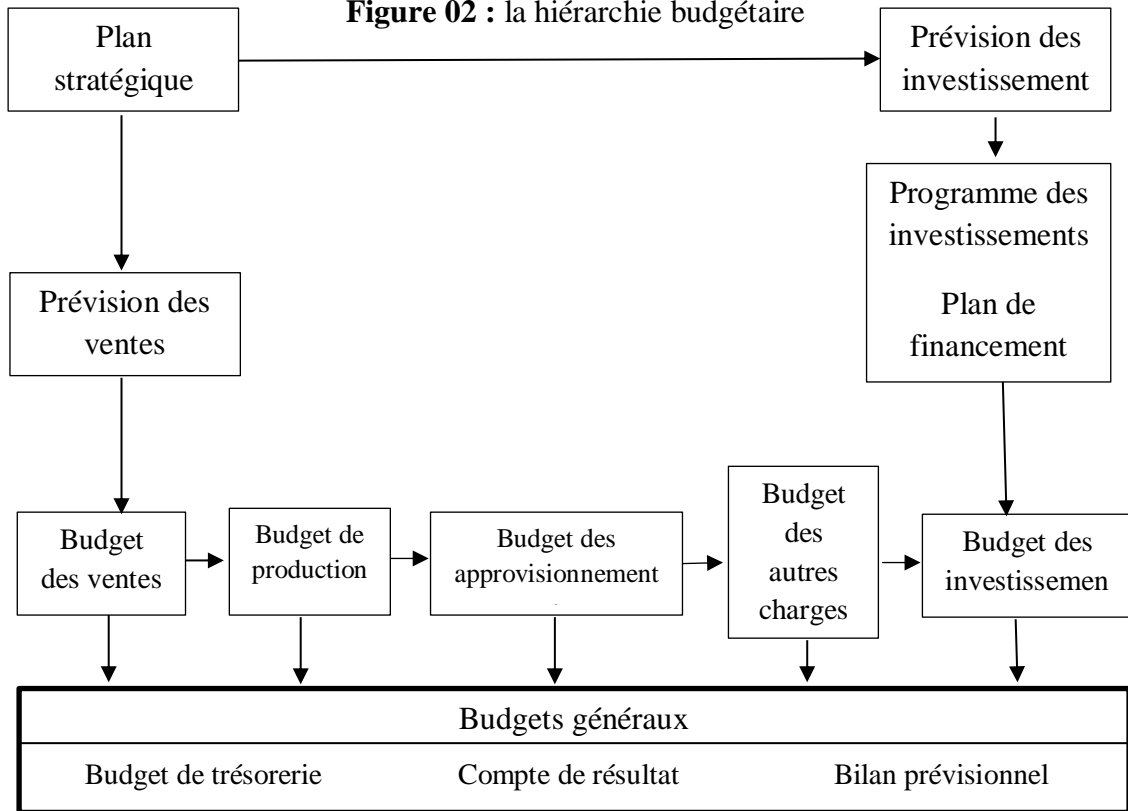 Figure 02 : la hiérarchie budgétaire
Plan
stratégique
Prévision des
investissement
Programme des
investissements
Plan de
financement
Prévision des
ventes
Budget
des ventes
Budget de
production
Budget des
approvisionnement
Budget
des
autres
charges
Budget des
investissemen
Budgets généraux
Budget de trésorerie
Compte de résultat
Bilan prévisionnel